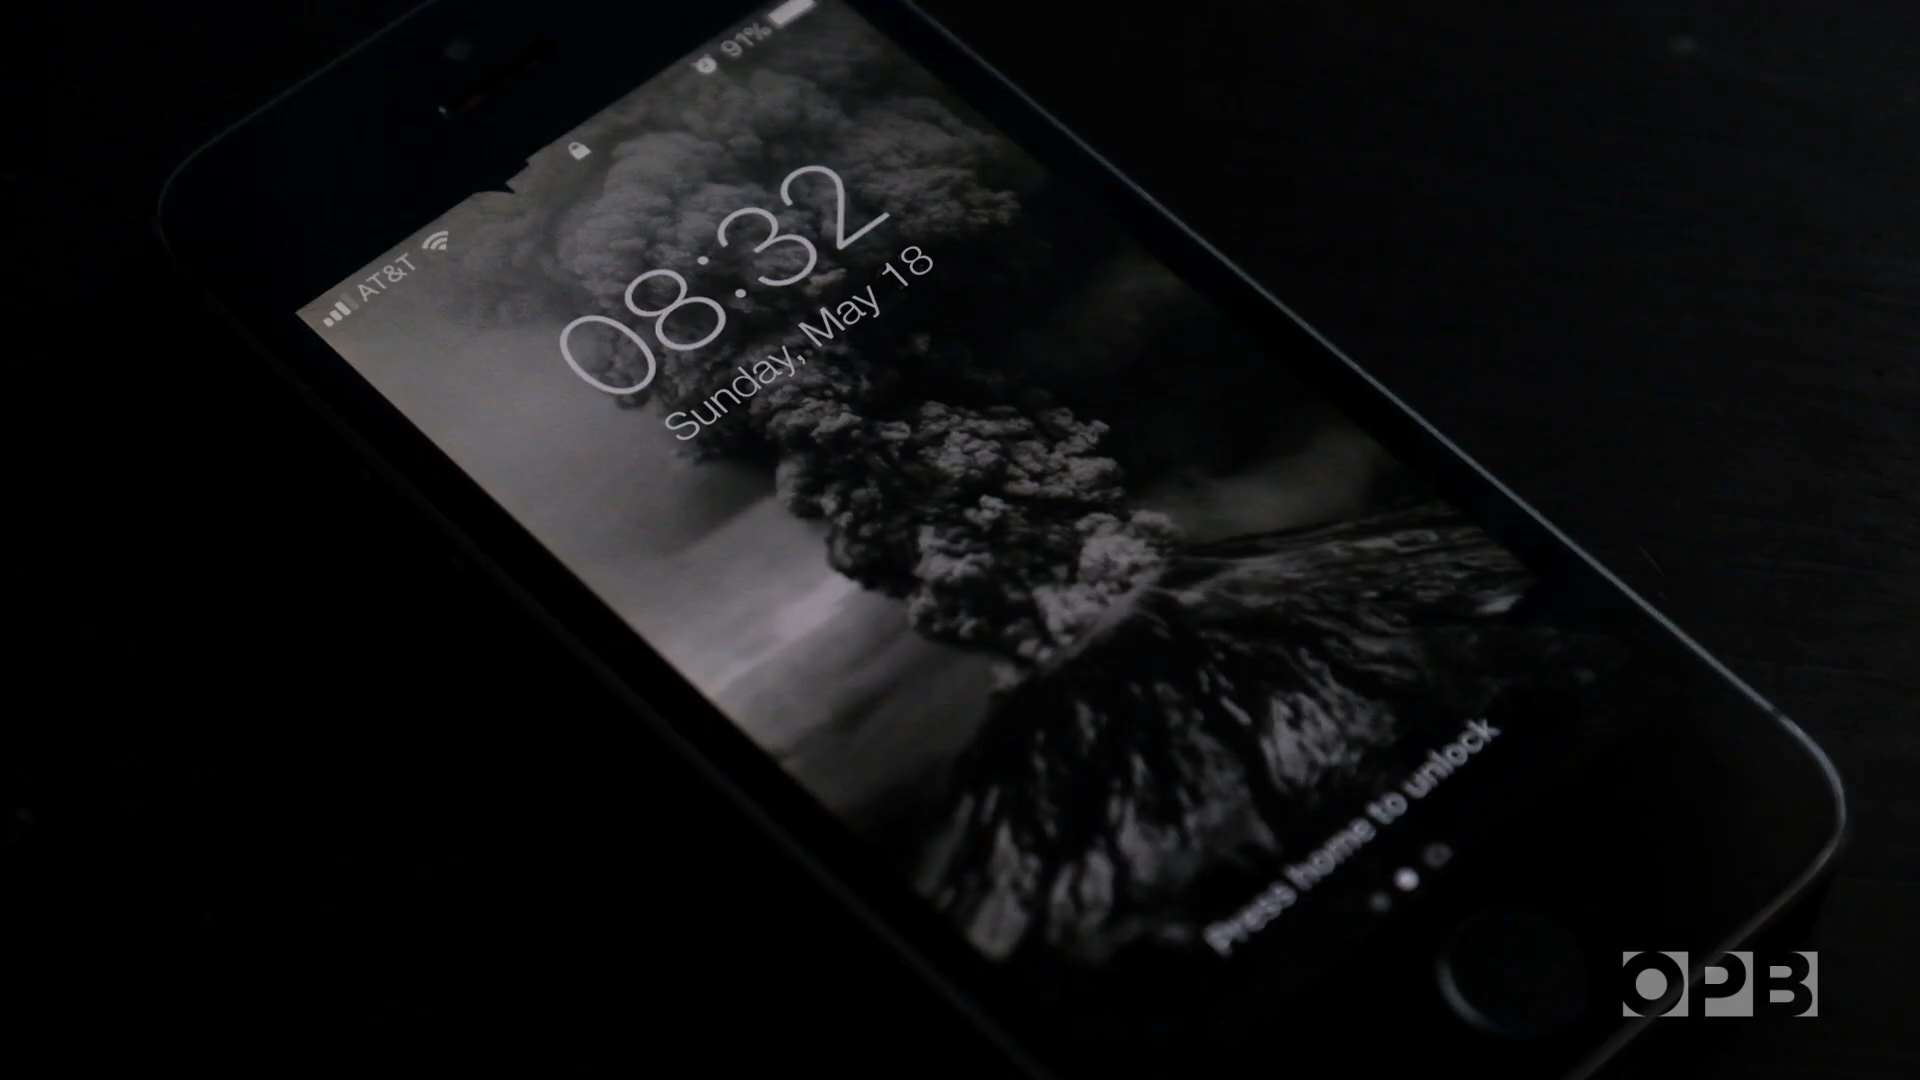 AT&T
91%
08:32
Sunday, May 18
Press home to unlock
OPB